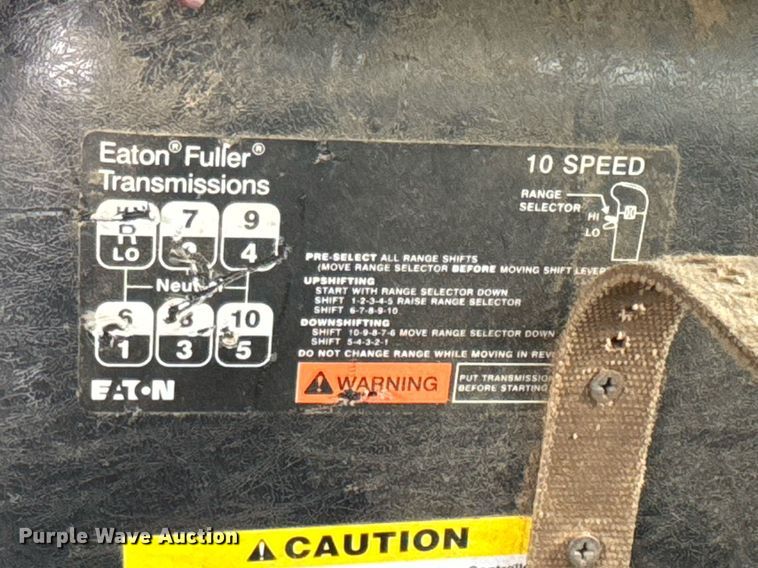 Eaton® Fuller®
Transmissions
10 SPEED
RANGE
SELECTOR
HI
LO
R
LO
7
9
4
Neut
6
1
8
3
10
5
PRE-SELECT ALL RANGE SHIFTS
(MOVE RANGE SELECTOR BEFORE MOVING SHIFT LEVER
UPSHIFTING
START WITH RANGE SELECTOR DOWN
SHIFT 1-2-3-4-5 RAISE RANGE SELECTOR
SHIFT 6-7-8-9-10
DOWNSHIFTING
SHIFT 10-9-8-7-6 MOVE RANGE SELECTOR DOWN
SHIFT 5-4-3-2-1
DO NOT CHANGE RANGE WHILE MOVING IN REV
WARNING
PUT TRANSMISSION
BEFORE STARTING
EATON
CAUTION
Purple Wave Auction